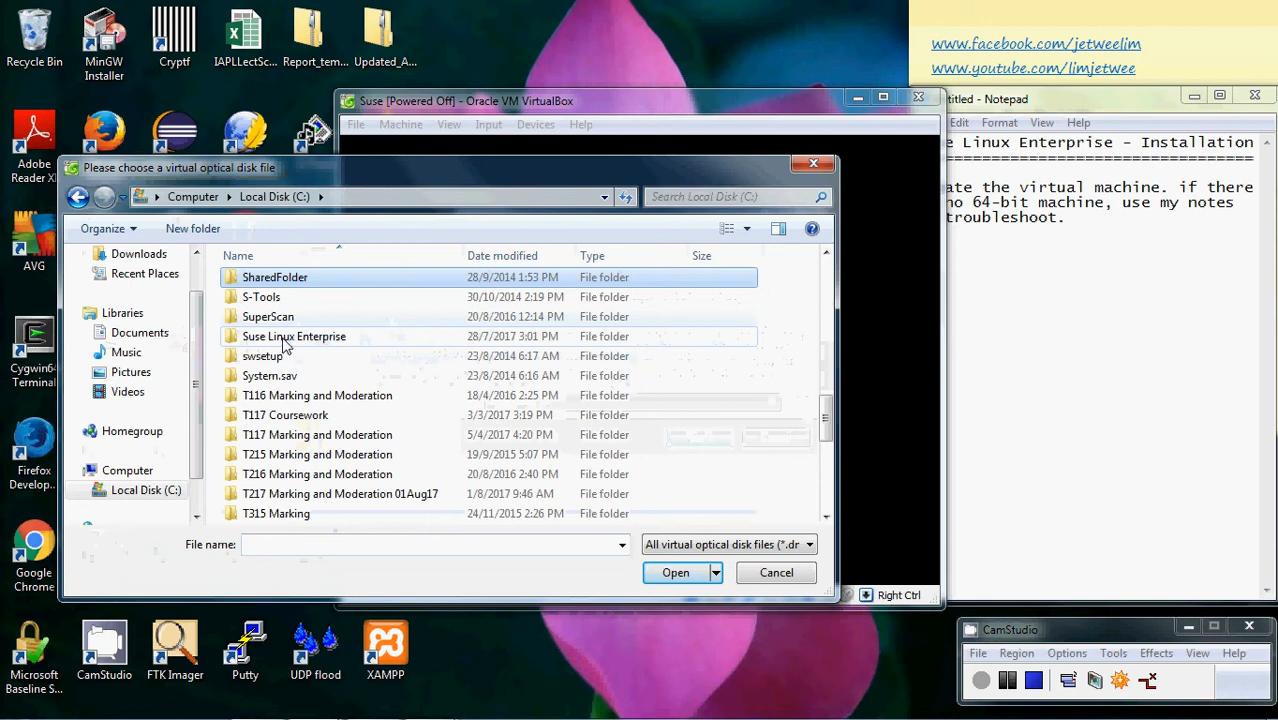 Recycle Bin
MinGW
Installer
Cryptf
IAPLLectSc...
Report_tem...
Updated_A...
www.facebook.com/jetweelim
www.youtube.com/limjetwee
Suse [Powered Off] - Oracle VM VirtualBox
File Machine View Input Devices Help
ntitled - Notepad
Edit Format View Help
e Linux Enterprise - Installation
================================
ate the virtual machine. if there
no 64-bit machine, use my notes
troubleshoot.
Adobe
Reader XI
AVG
Cygwin64
Terminal
Firefox
Develop...
Google
Chrome
Please choose a virtual optical disk file
Computer Local Disk (C:)
Search Local Disk (C:)
Organize New folder
Downloads
Recent Places
Libraries
Documents
Music
Pictures
Videos
Homegroup
Computer
Local Disk (C:)
Name Date modified Type Size
SharedFolder 28/9/2014 1:53 PM File folder
S-Tools 30/10/2014 2:19 PM File folder
SuperScan 20/8/2016 12:14 PM File folder
Suse Linux Enterprise 28/7/2017 3:01 PM File folder
swsetup 23/8/2014 6:17 AM File folder
System.sav 23/8/2014 6:16 AM File folder
T116 Marking and Moderation 18/4/2016 2:25 PM File folder
T117 Coursework 3/3/2017 3:19 PM File folder
T117 Marking and Moderation 5/4/2017 4:20 PM File folder
T215 Marking and Moderation 19/9/2015 5:07 PM File folder
T216 Marking and Moderation 20/8/2016 2:40 PM File folder
T217 Marking and Moderation 01Aug17 1/8/2017 9:46 AM File folder
T315 Marking 24/11/2015 2:26 PM File folder
File name:
All virtual optical disk files (*.dr
Open
Cancel
Right Ctrl
Microsoft
Baseline S...
CamStudio
FTK Imager
Putty
UDP flood
XAMPP
CamStudio
File Region Options Tools Effects View Help